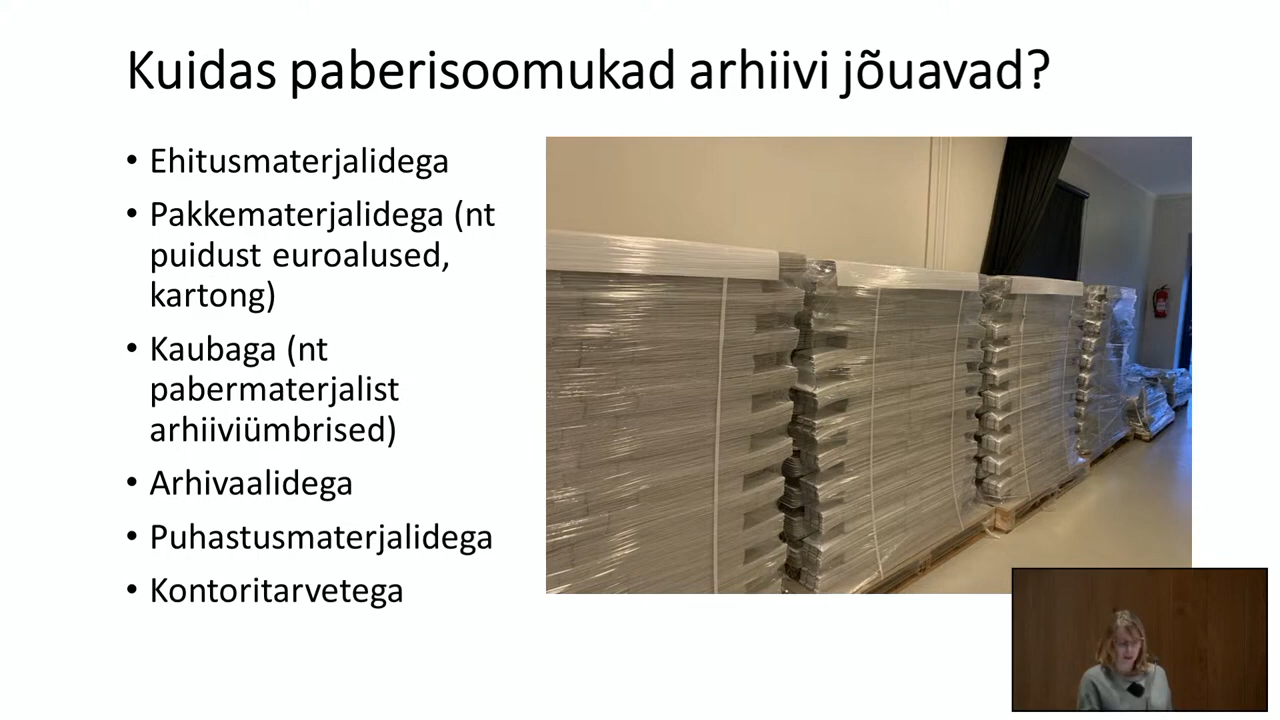 Kuidas paberisoomukad arhiivi jõuavad?
• Ehitusmaterjalidega
• Pakkematerjalidega (nt
puidust euroalused,
kartong)
• Kaubaga (nt
pabermaterjalist
arhiiviümbrised)
• Arhivaalidega
• Puhastusmaterjalidega
• Kontoritarvetega